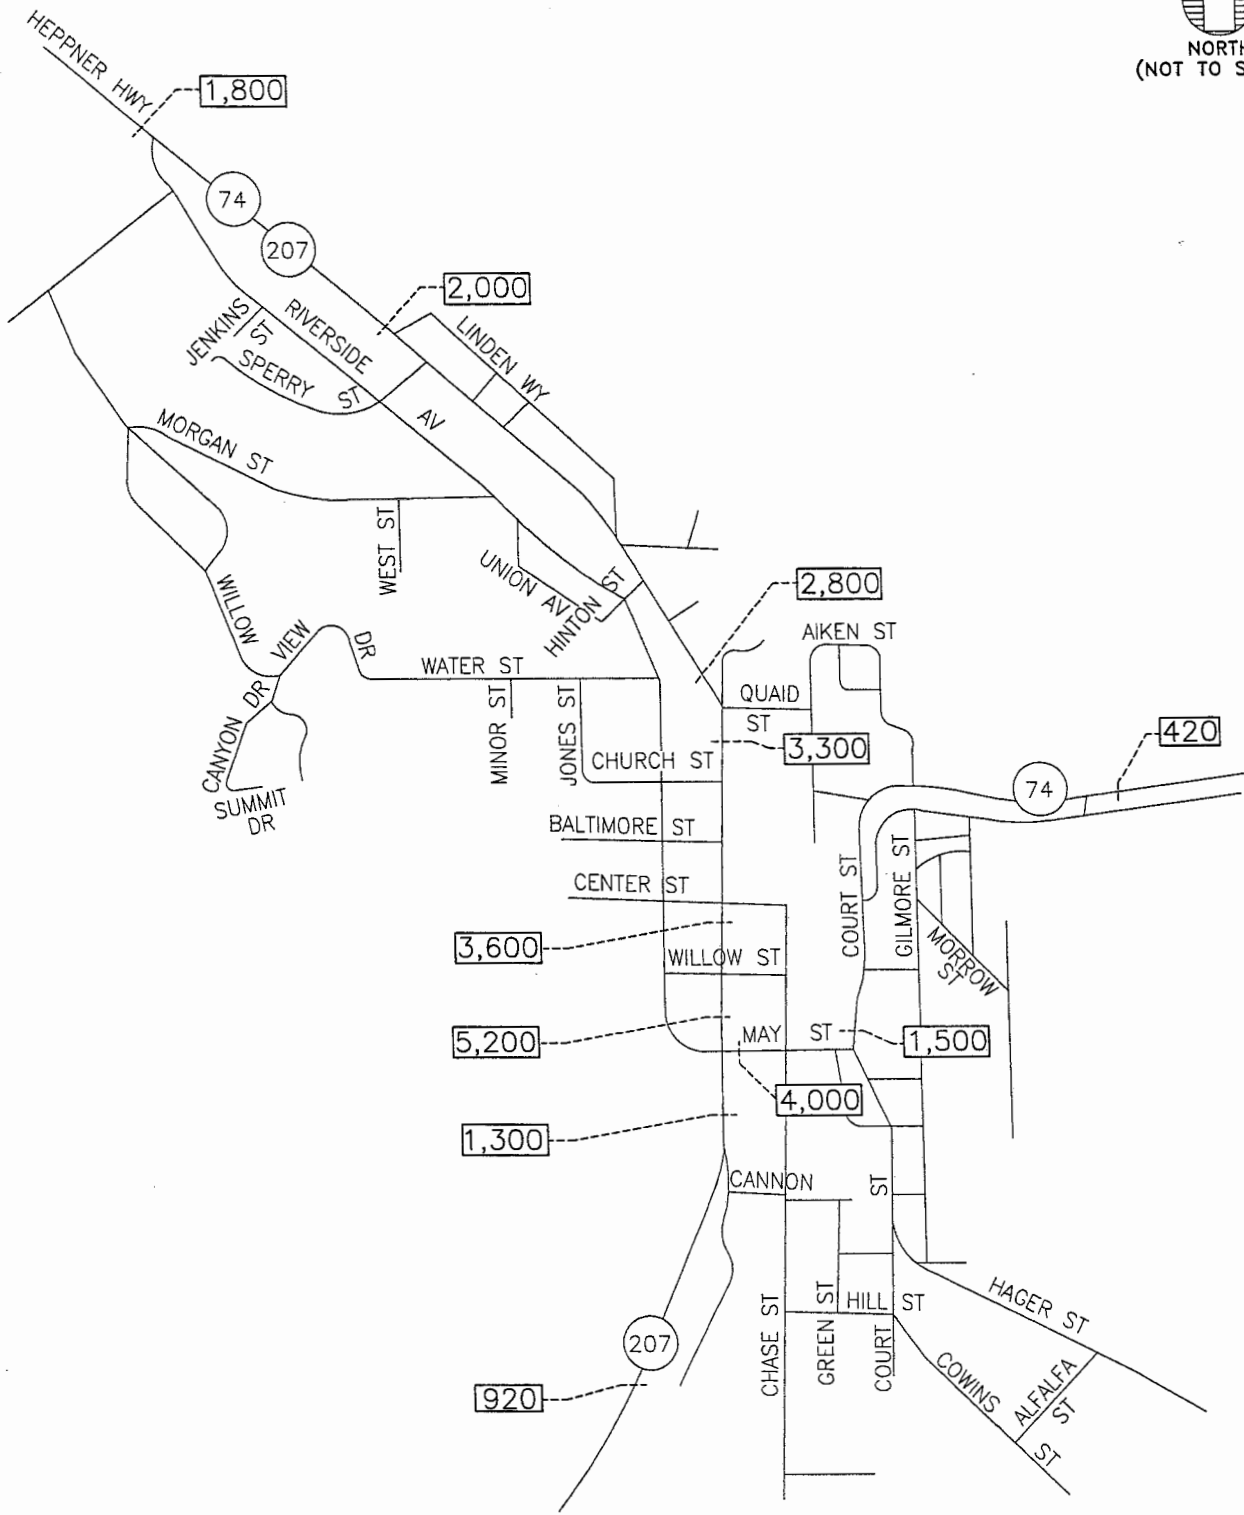 NORTH
(NOT TO S
HEPPNER HWY
1,800
74
207
2,000
LINDEN WY
RIVERSIDE
AV
JENKINS
ST
SPERRY
ST
MORGAN ST
WEST ST
UNION AV
HINTON ST
2,800
AIKEN ST
WILLOW
VIEW
DR
WATER ST
QUAID
ST
CANYON
DR
SUMMIT
DR
MINOR ST
JONES ST
CHURCH ST
3,300
420
74
BALTIMORE ST
CENTER ST
COURT ST
GILMORE ST
MORROW
ST
3,600
WILLOW ST
5,200
MAY
ST
1,500
4,000
1,300
CANNON
ST
HAGER ST
CHASE ST
GREEN ST
HILL ST
COURT
207
920
COWINS
ST
ALFALFA
ST